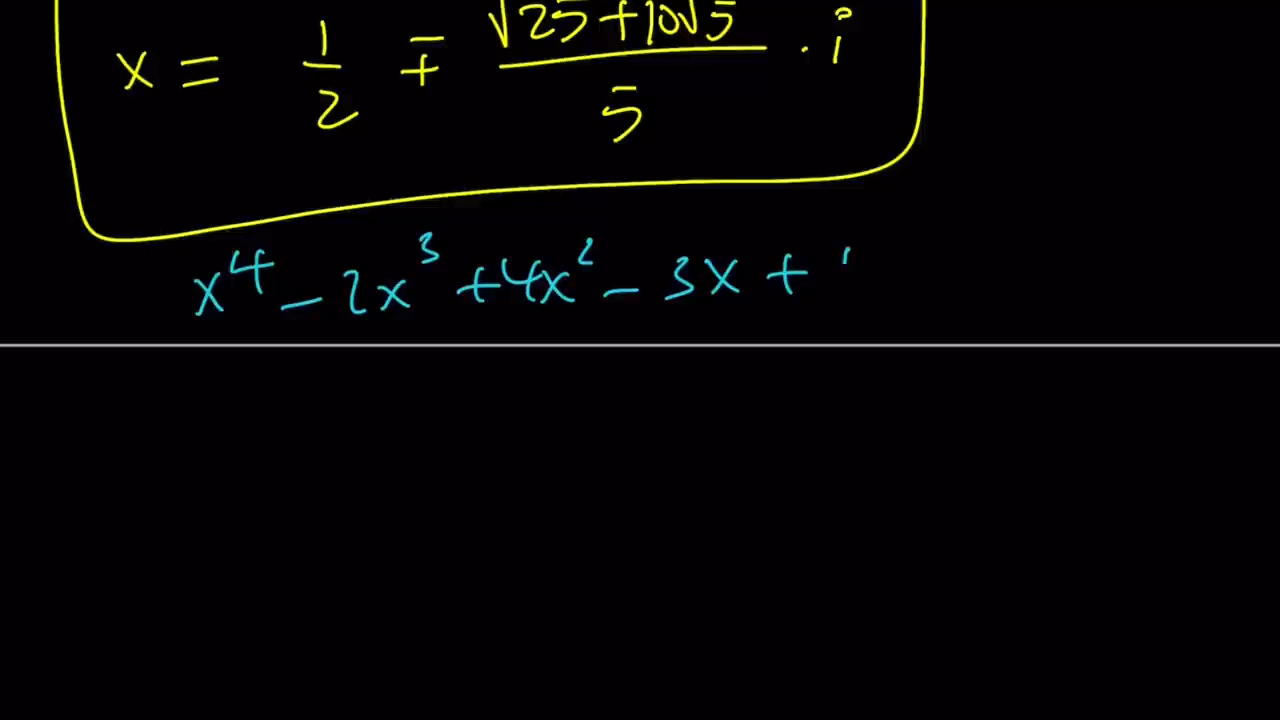 x = 1/2 ∓ √25+10√5/5 · i
x⁴ - 2x³ + 4x² - 3x +